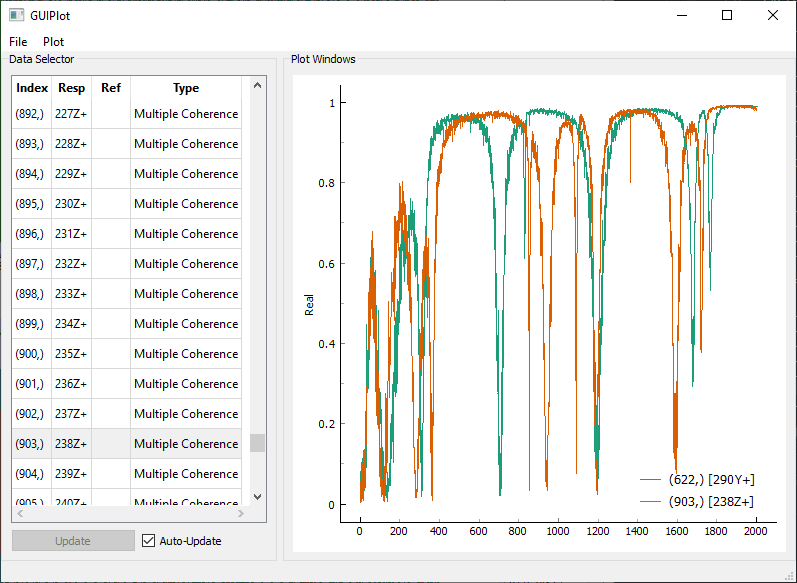 GUIPlot
File Plot
Data Selector
Index Resp Ref Type
(892,) 227Z+ Multiple Coherence
(893,) 228Z+ Multiple Coherence
(894,) 229Z+ Multiple Coherence
(895,) 230Z+ Multiple Coherence
(896,) 231Z+ Multiple Coherence
(897,) 232Z+ Multiple Coherence
(898,) 233Z+ Multiple Coherence
(899,) 234Z+ Multiple Coherence
(900,) 235Z+ Multiple Coherence
(901,) 236Z+ Multiple Coherence
(902,) 237Z+ Multiple Coherence
(903,) 238Z+ Multiple Coherence
(904,) 239Z+ Multiple Coherence
(905,) 240Z+ Multiple Coherence
Update Auto-Update
Plot Windows
1
0.8
0.6
0.4
0.2
0
Real
(622,) [290Y+]
(903,) [238Z+]
0 200 400 600 800 1000 1200 1400 1600 1800 2000